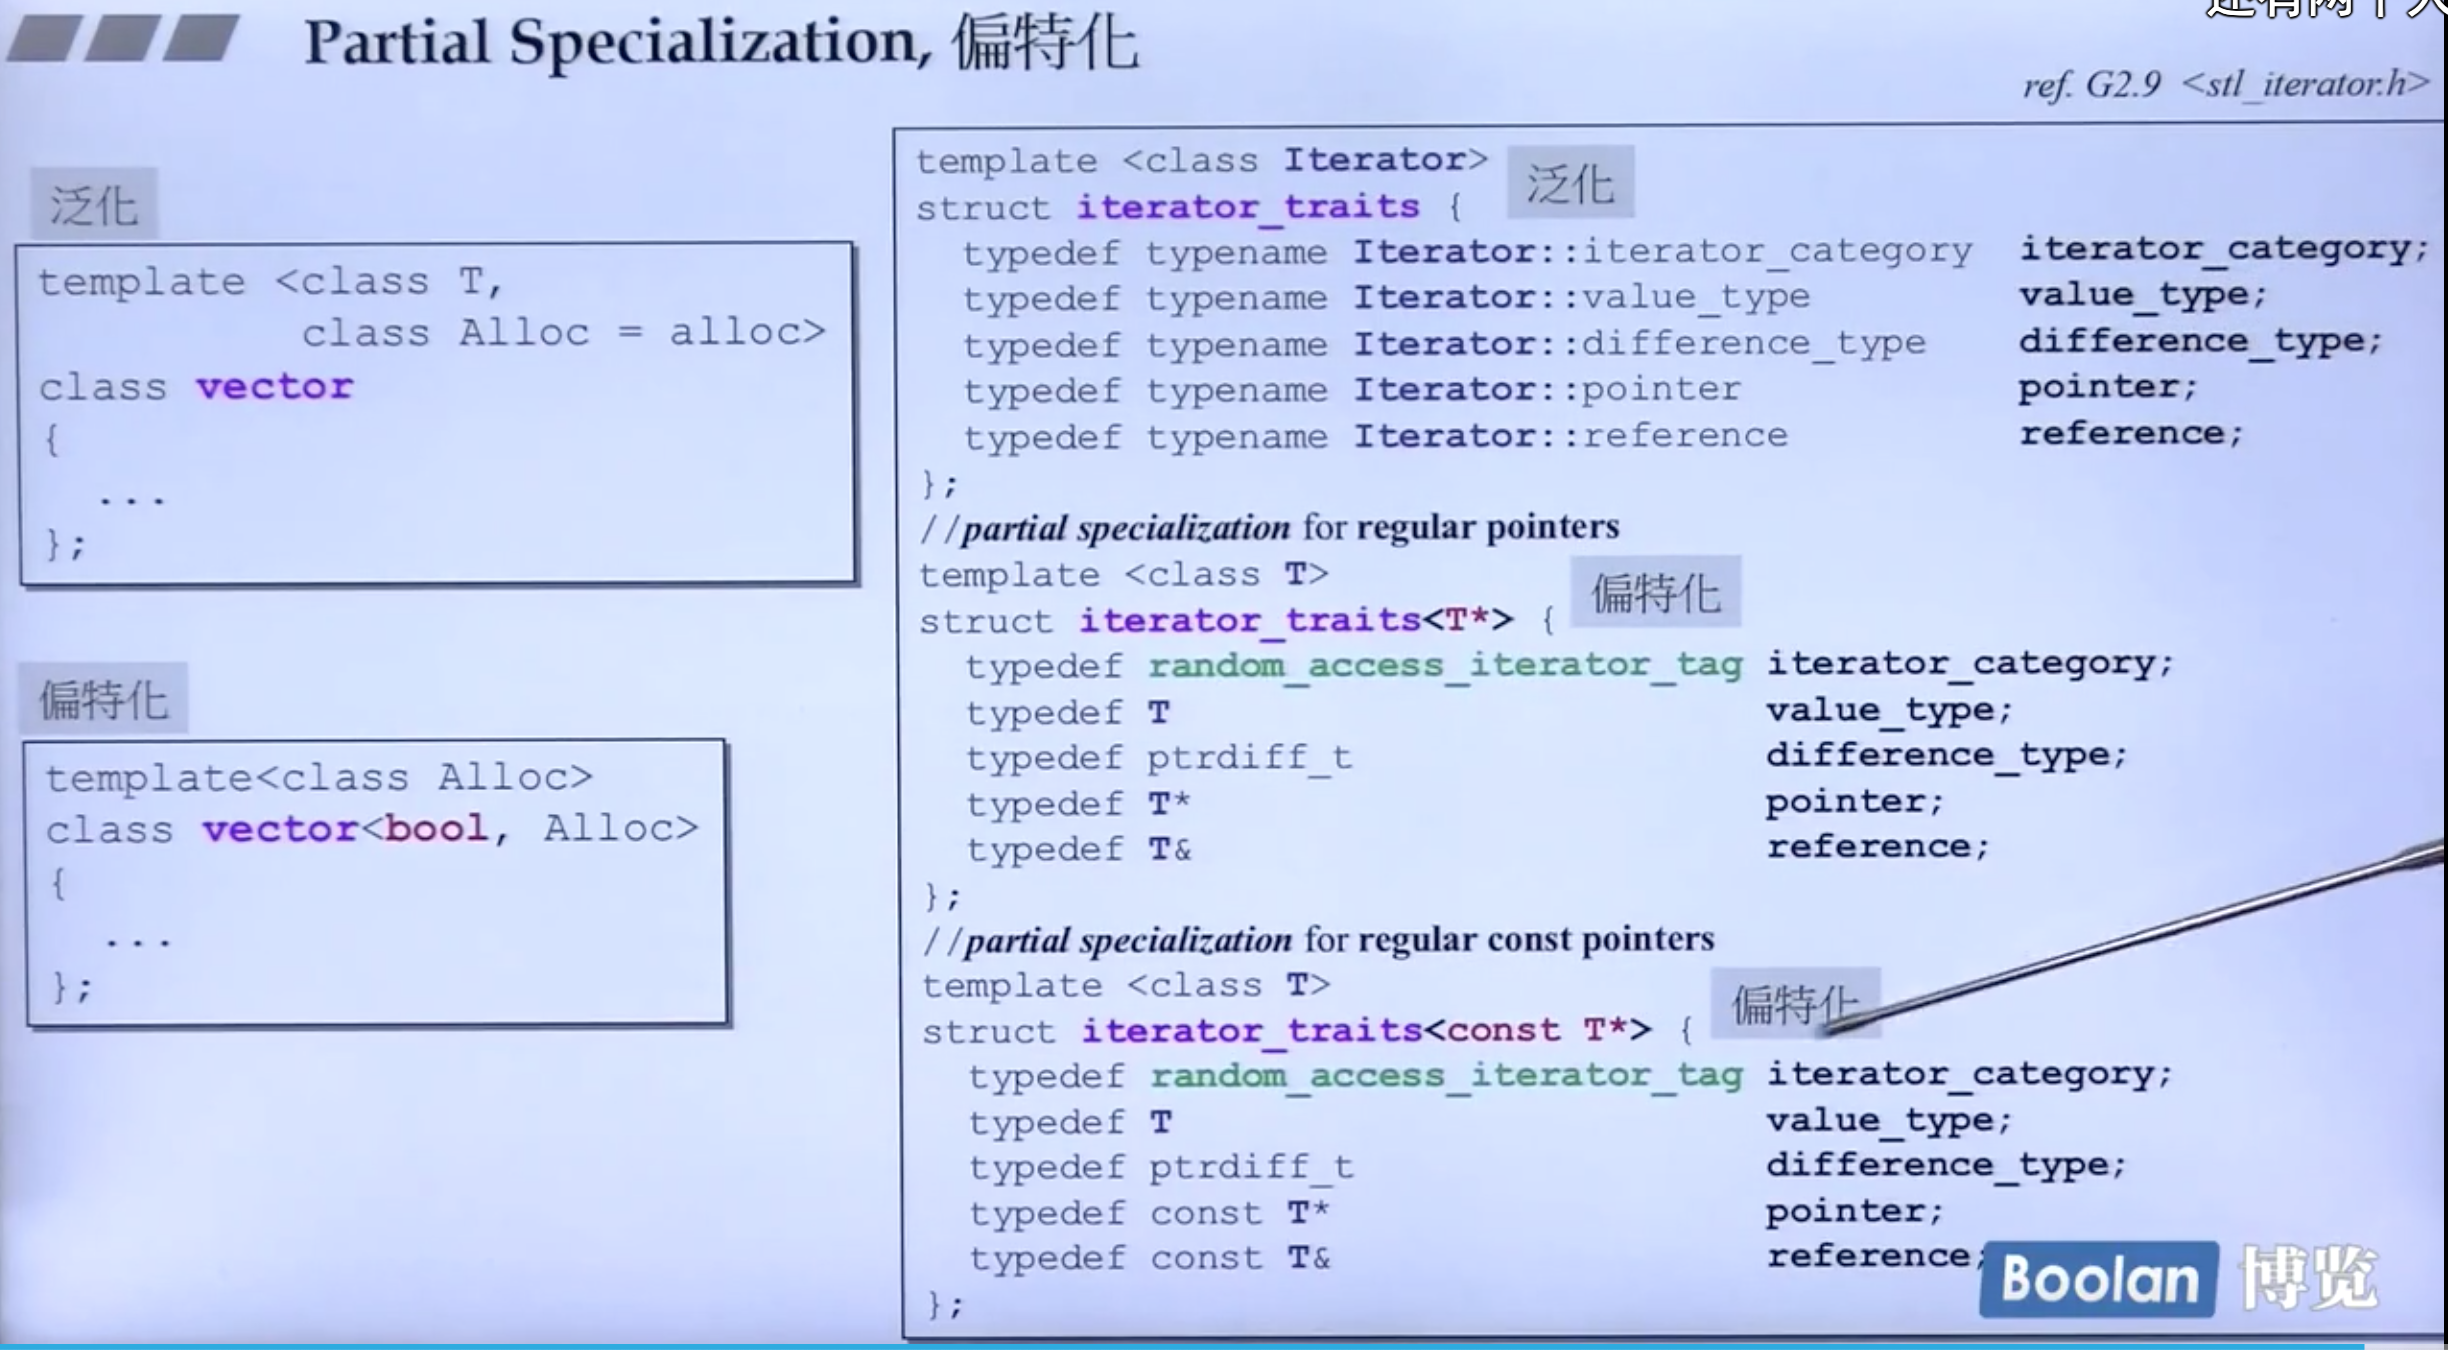 Partial Specialization, 偏特化
ref. G2.9 <stl_iterator.h>
泛化
template <class T,
class Alloc = alloc>
class vector
{
...
};
偏特化
template<class Alloc>
class vector<bool, Alloc>
{
...
};
template <class Iterator>
泛化
struct iterator_traits {
typedef typename Iterator::iterator_category iterator_category;
typedef typename Iterator::value_type value_type;
typedef typename Iterator::difference_type difference_type;
typedef typename Iterator::pointer pointer;
typedef typename Iterator::reference reference;
};
//partial specialization for regular pointers
template <class T>
偏特化
struct iterator_traits<T*> {
typedef random_access_iterator_tag iterator_category;
typedef T value_type;
typedef ptrdiff_t difference_type;
typedef T* pointer;
typedef T& reference;
};
//partial specialization for regular const pointers
template <class T>
偏特化
struct iterator_traits<const T*> {
typedef random_access_iterator_tag iterator_category;
typedef T value_type;
typedef ptrdiff_t difference_type;
typedef const T* pointer;
typedef const T& reference;
};
Boolan 博览